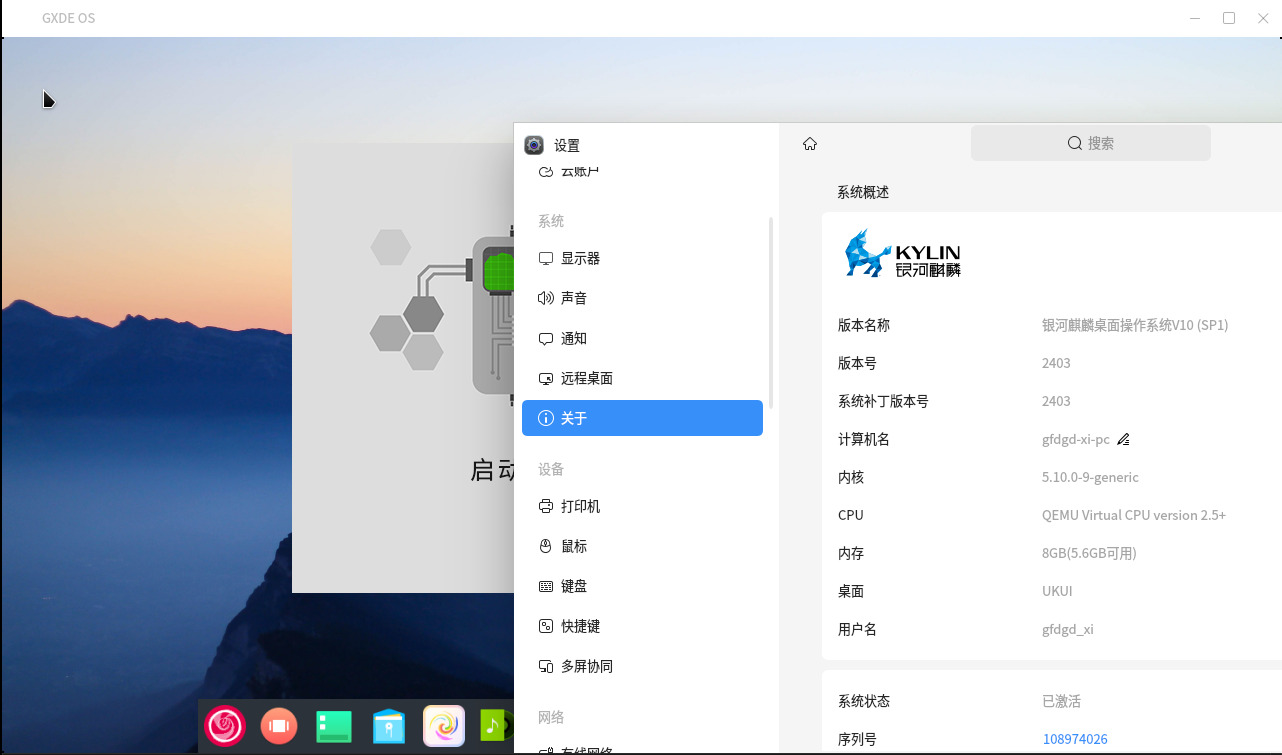 GXDE OS
设置
搜索
云账户
系统
显示器
声音
通知
远程桌面
关于
设备
打印机
鼠标
键盘
快捷键
多屏协同
网络
有线网络
启动
系统概述
KYLIN
银河麒麟
版本名称 银河麒麟桌面操作系统V10 (SP1)
版本号 2403
系统补丁版本号 2403
计算机名 gfdgd-xi-pc
内核 5.10.0-9-generic
CPU QEMU Virtual CPU version 2.5+
内存 8GB(5.6GB可用)
桌面 UKUI
用户名 gfdgd_xi
系统状态 已激活
序列号 108974026